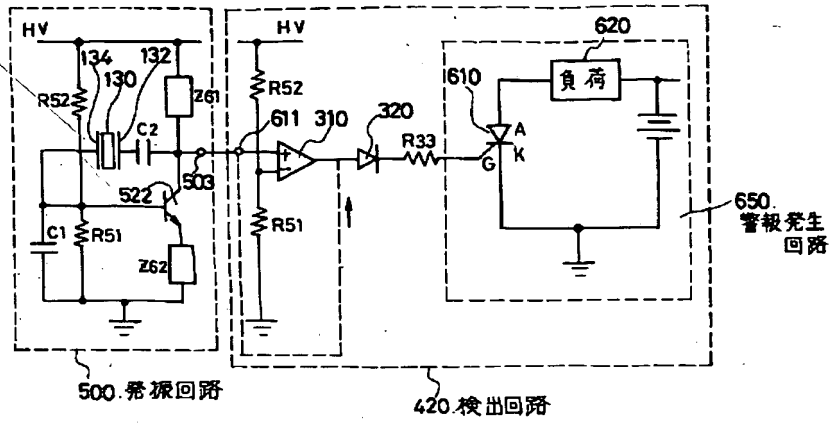 HV
HV
620
134
130
132
負荷
Z61
R52
R52
610
C2
611
310
320
A
R33
K
G
522
503
650.
警報発生
回路
C1
R51
R51
Z62
500.発振回路
420.検出回路